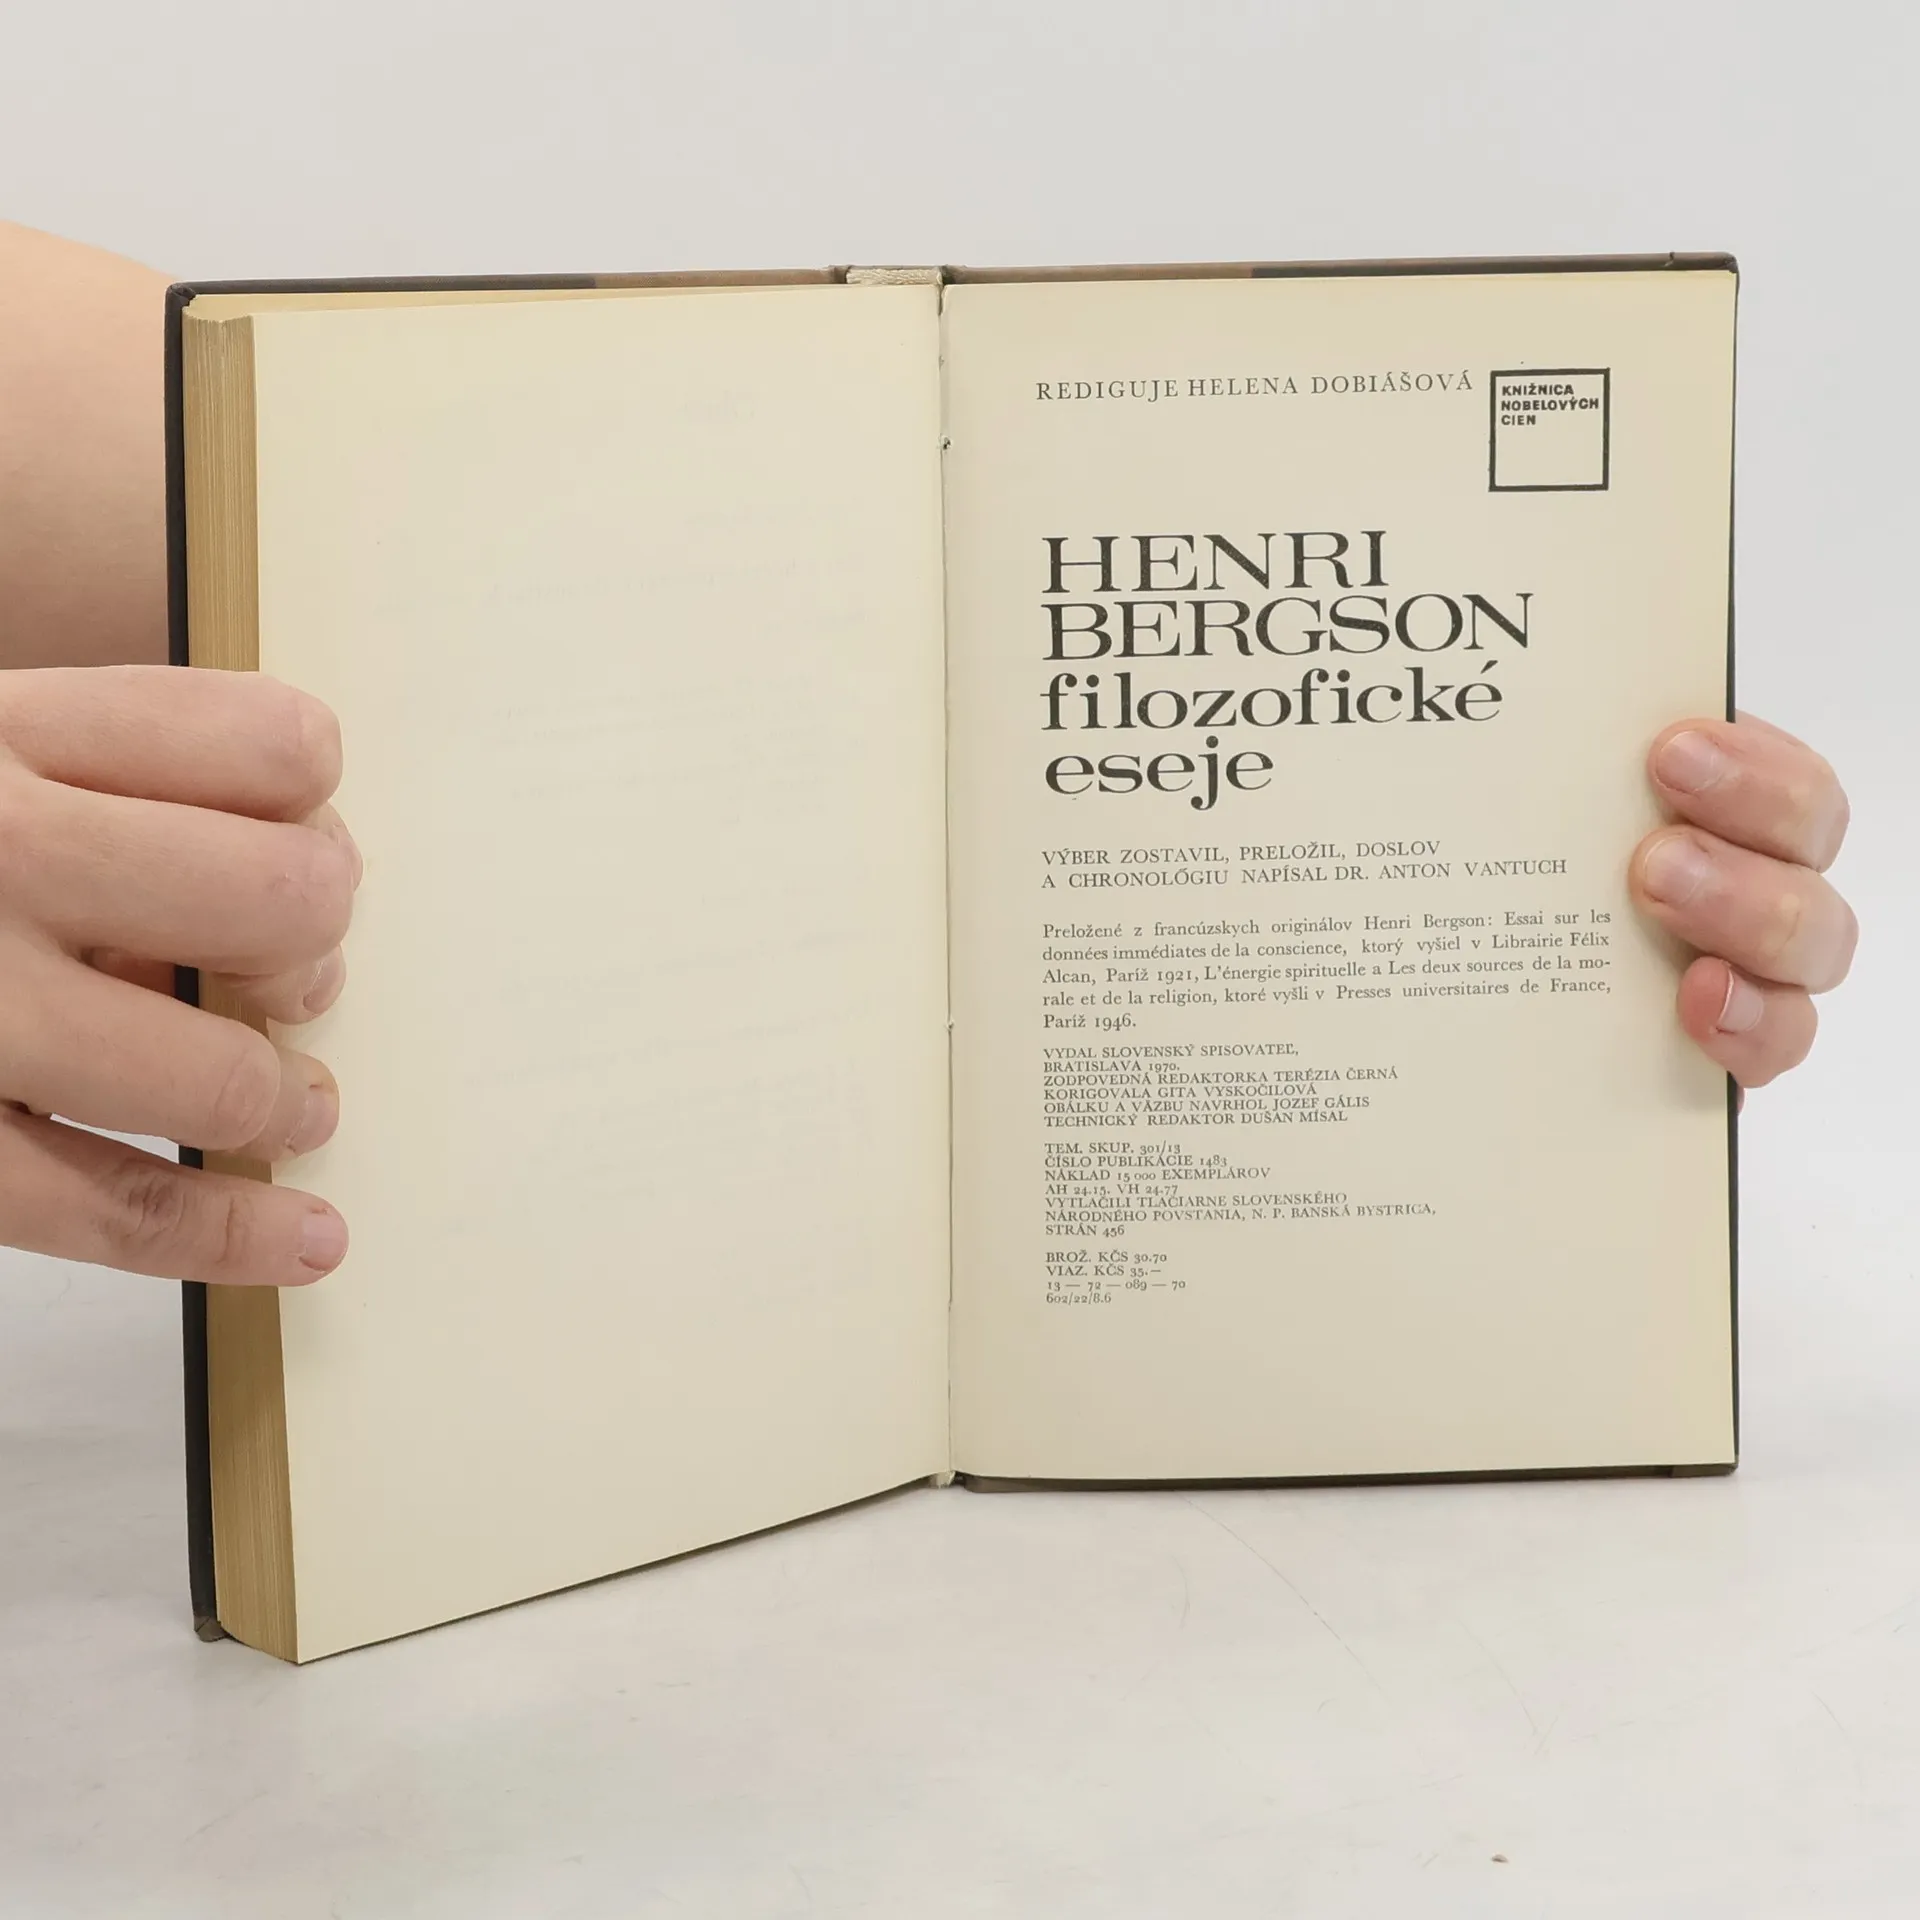 REDIGUJE HELENA DOBIÁŠOVÁ
KNIŽNICA
NOBELOVÝCH
CIEN
HENRI
BERGSON
filozofické
eseje
VÝBER ZOSTAVIL, PRELOŽIL, DOSLOV
A CHRONOLÓGIU NAPÍSAL DR. ANTON VANTUCH
Preložené z francúzskych originálov Henri Bergson: Essai sur les
données immédiates de la conscience, ktorý vyšiel v Librairie Félix
Alcan, Paríž 1921, L'énergie spirituelle a Les deux sources de la mo-
rale et de la religion, ktoré vyšli v Presses universitaires de France,
Paríž 1946.
VYDAL SLOVENSKÝ SPISOVATEĽ,
BRATISLAVA 1970.
ZODPOVEDNÁ REDAKTORKA TERÉZIA ČERNÁ
KORIGOVALA GITA VYSKOČILOVÁ
OBÁLKU A VÄZBU NAVRHOL JOZEF GÁLIS
TECHNICKÝ REDAKTOR DUŠAN MÍSAL
TEM. SKUP. 301/13
ČÍSLO PUBLIKÁCIE 1483
NÁKLAD 15 000 EXEMPLÁROV
AH 24.15. VH 24.77
VYTLAČILI TLAČIARNE SLOVENSKÉHO
NÁRODNÉHO POVSTANIA, N. P. BANSKÁ BYSTRICA,
STRÁN 456
BROŽ. KČS 30.70
VIAZ. KČS 35.—
13 — 72 — 089 — 70
602/22/8.6